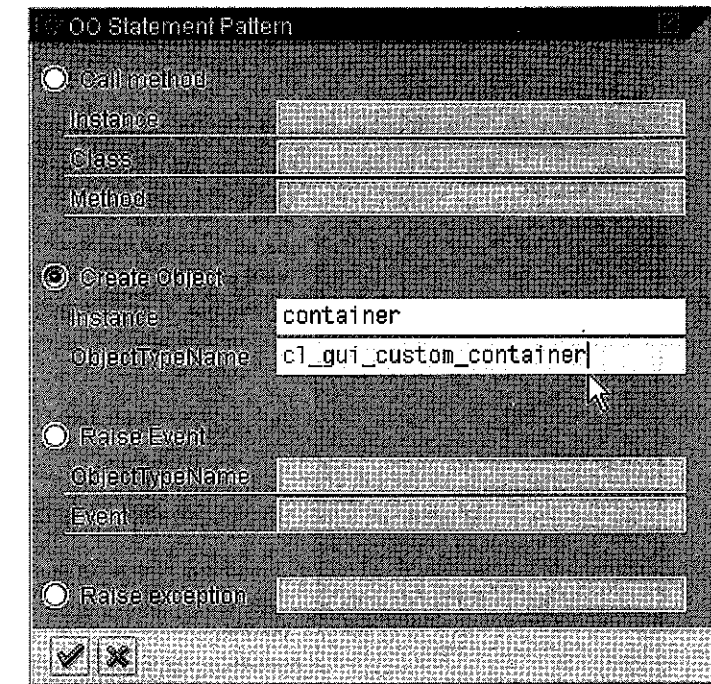 OO Statement Pattern
Call method
Instance
Class
Method
Create Object
Instance container
ObjectTypeName cl_gui_custom_container
Raise Event
ObjectTypeName
Event
Raise exception